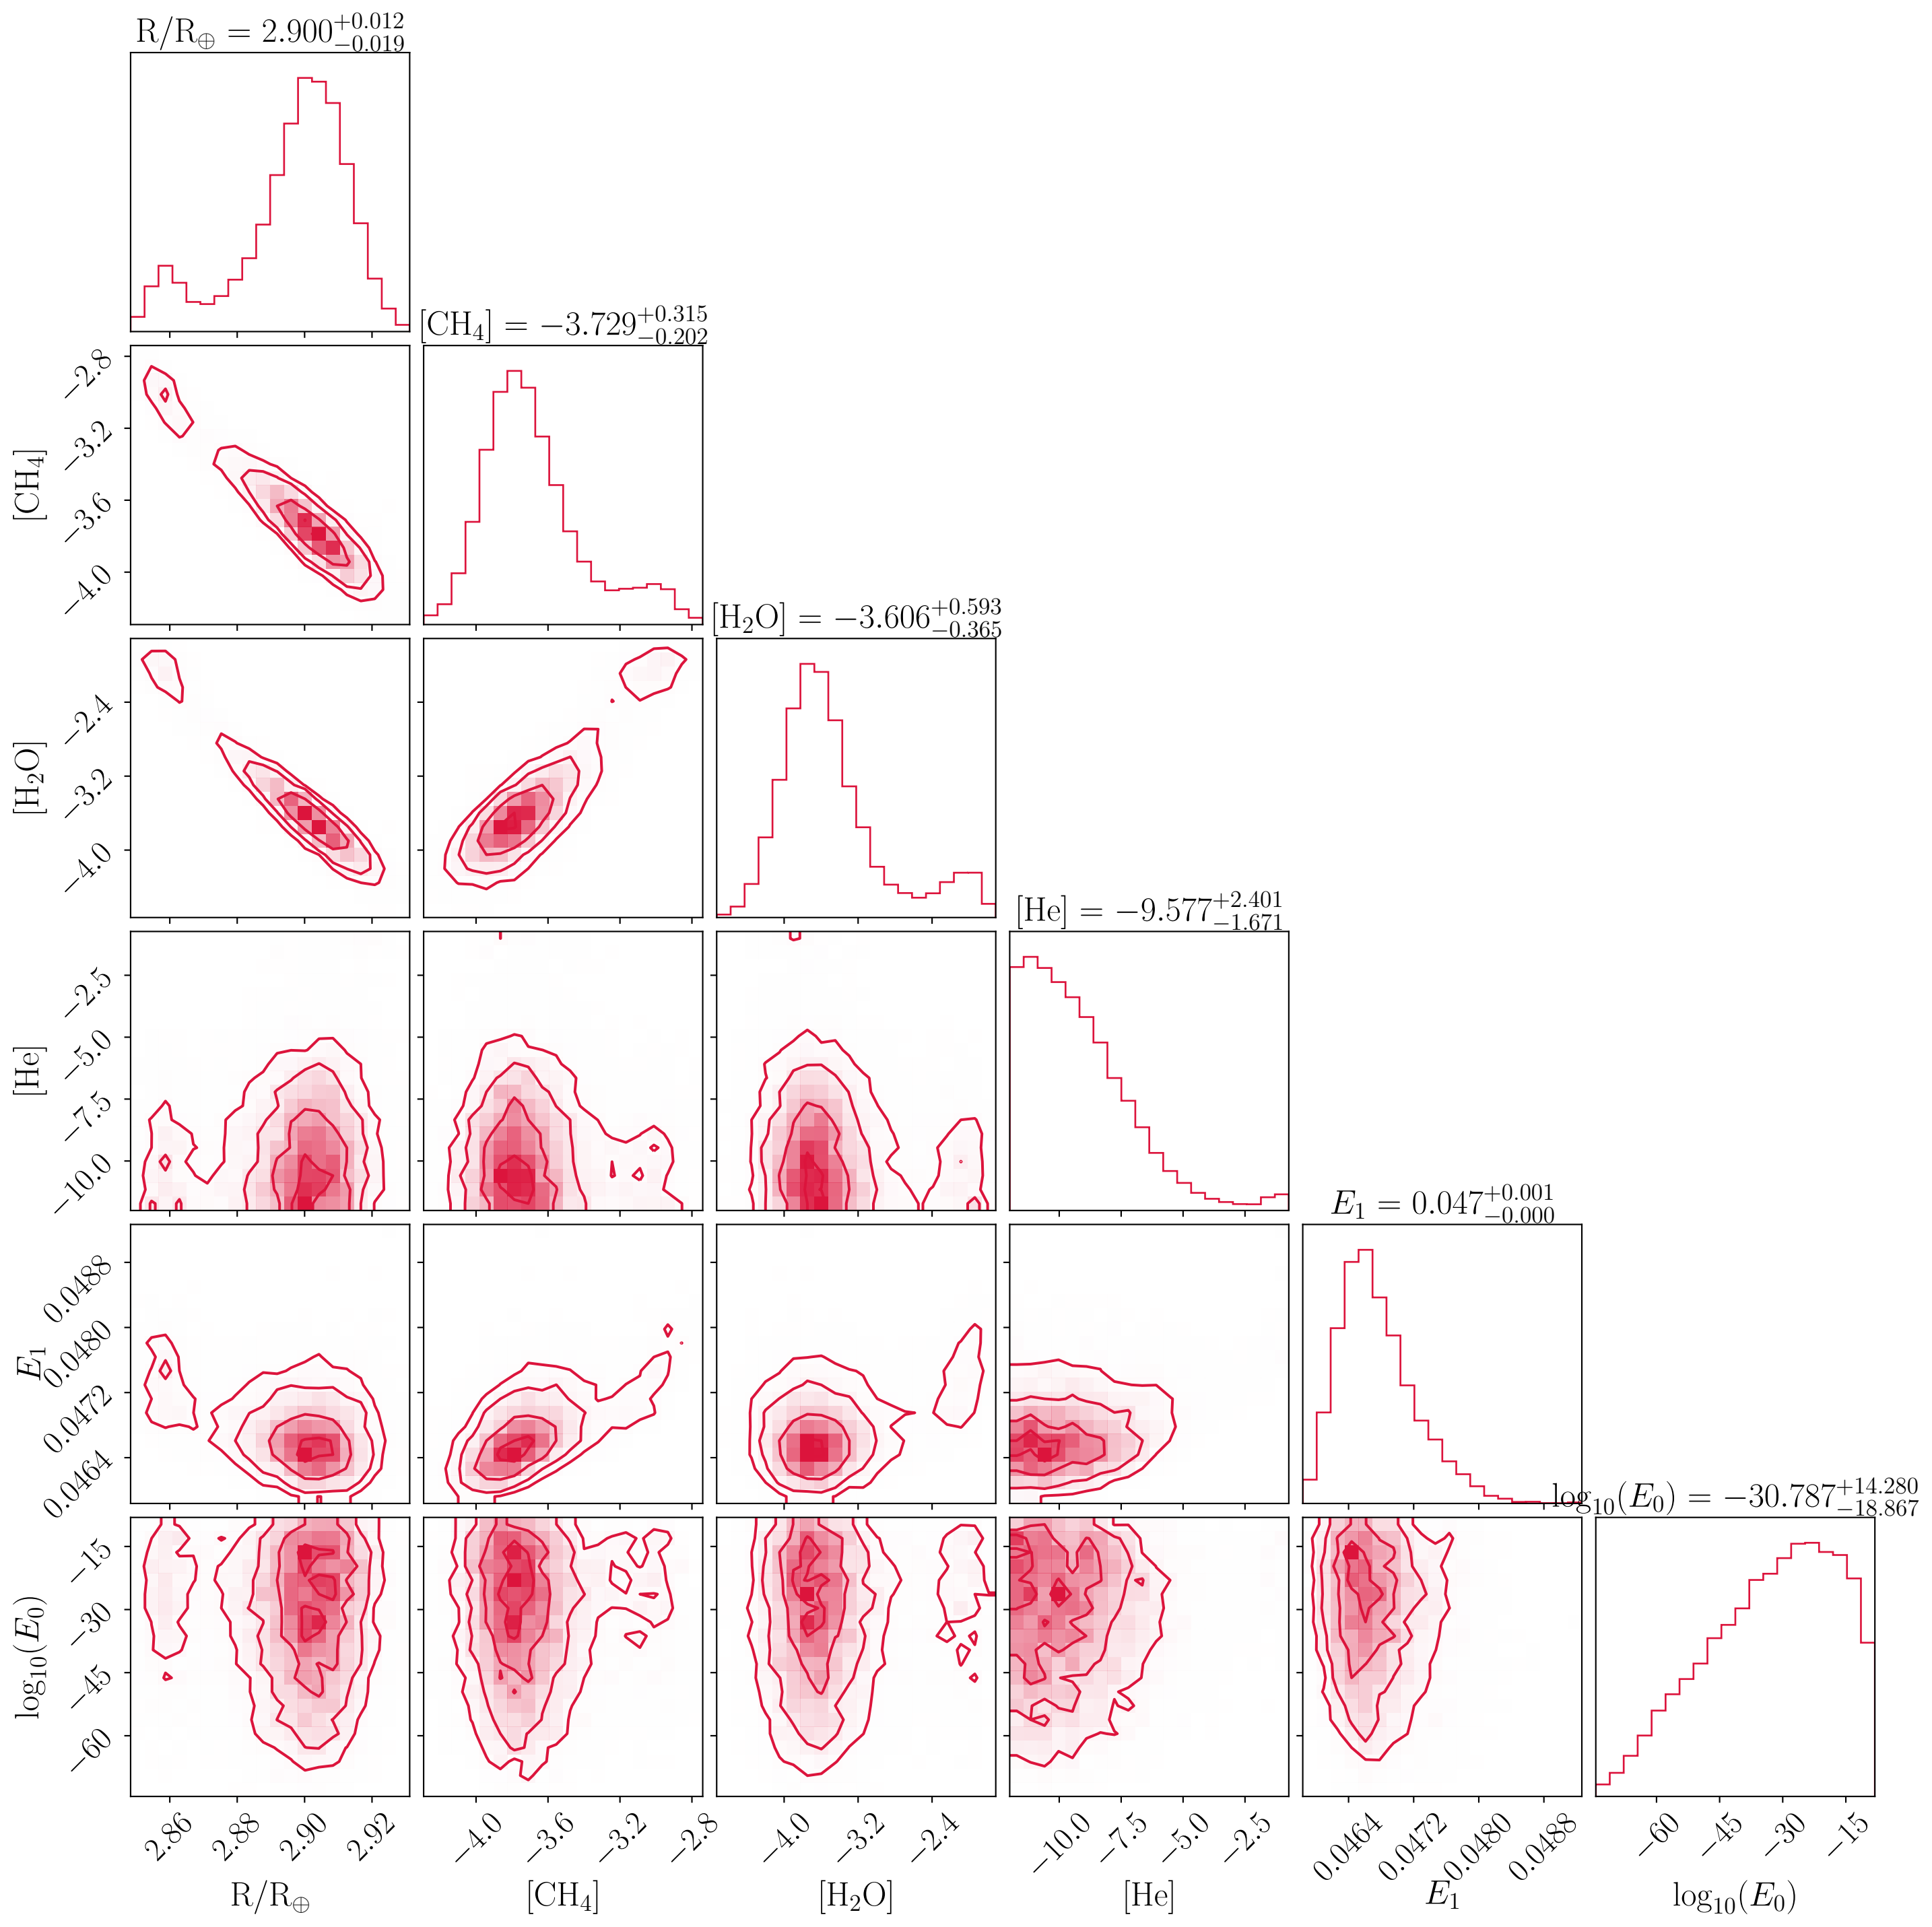 R/R⊕ = 2.900+0.012 −0.019
[CH4] = −3.729+0.315 −0.202
−2.8
−3.2
−3.6
−4.0
[CH4]
[H2O] = −3.606+0.593 −0.365
−2.4
−3.2
−4.0
[H2O]
[He] = −9.577+2.401 −1.671
−2.5
−5.0
−7.5
−10.0
[He]
E1 = 0.047+0.001 −0.000
0.0488
0.0480
0.0472
0.0464
E1
log10(E0) = −30.787+14.280 −18.867
−15
−30
−45
−60
log10(E0)
2.86 2.88 2.90 2.92
−4.0 −3.6 −3.2 −2.8
−4.0 −3.2 −2.4
−10.0 −7.5 −5.0 −2.5
0.0464 0.0472 0.0480 0.0488
−60 −45 −30 −15
R/R⊕ [CH4] [H2O] [He] E1 log10(E0)